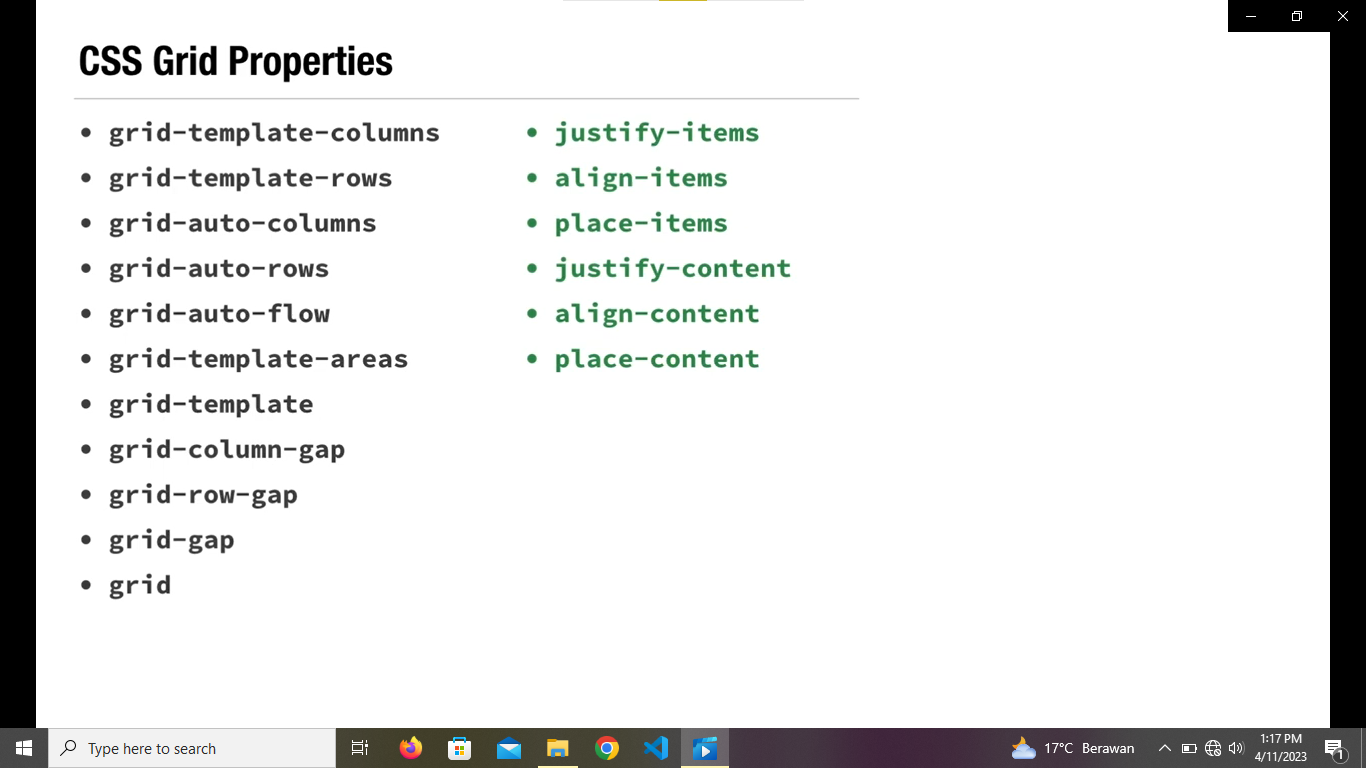 CSS Grid Properties
• grid-template-columns
• grid-template-rows
• grid-auto-columns
• grid-auto-rows
• grid-auto-flow
• grid-template-areas
• grid-template
• grid-column-gap
• grid-row-gap
• grid-gap
• grid
• justify-items
• align-items
• place-items
• justify-content
• align-content
• place-content
Type here to search
17°C Berawan
1:17 PM
4/11/2023
1